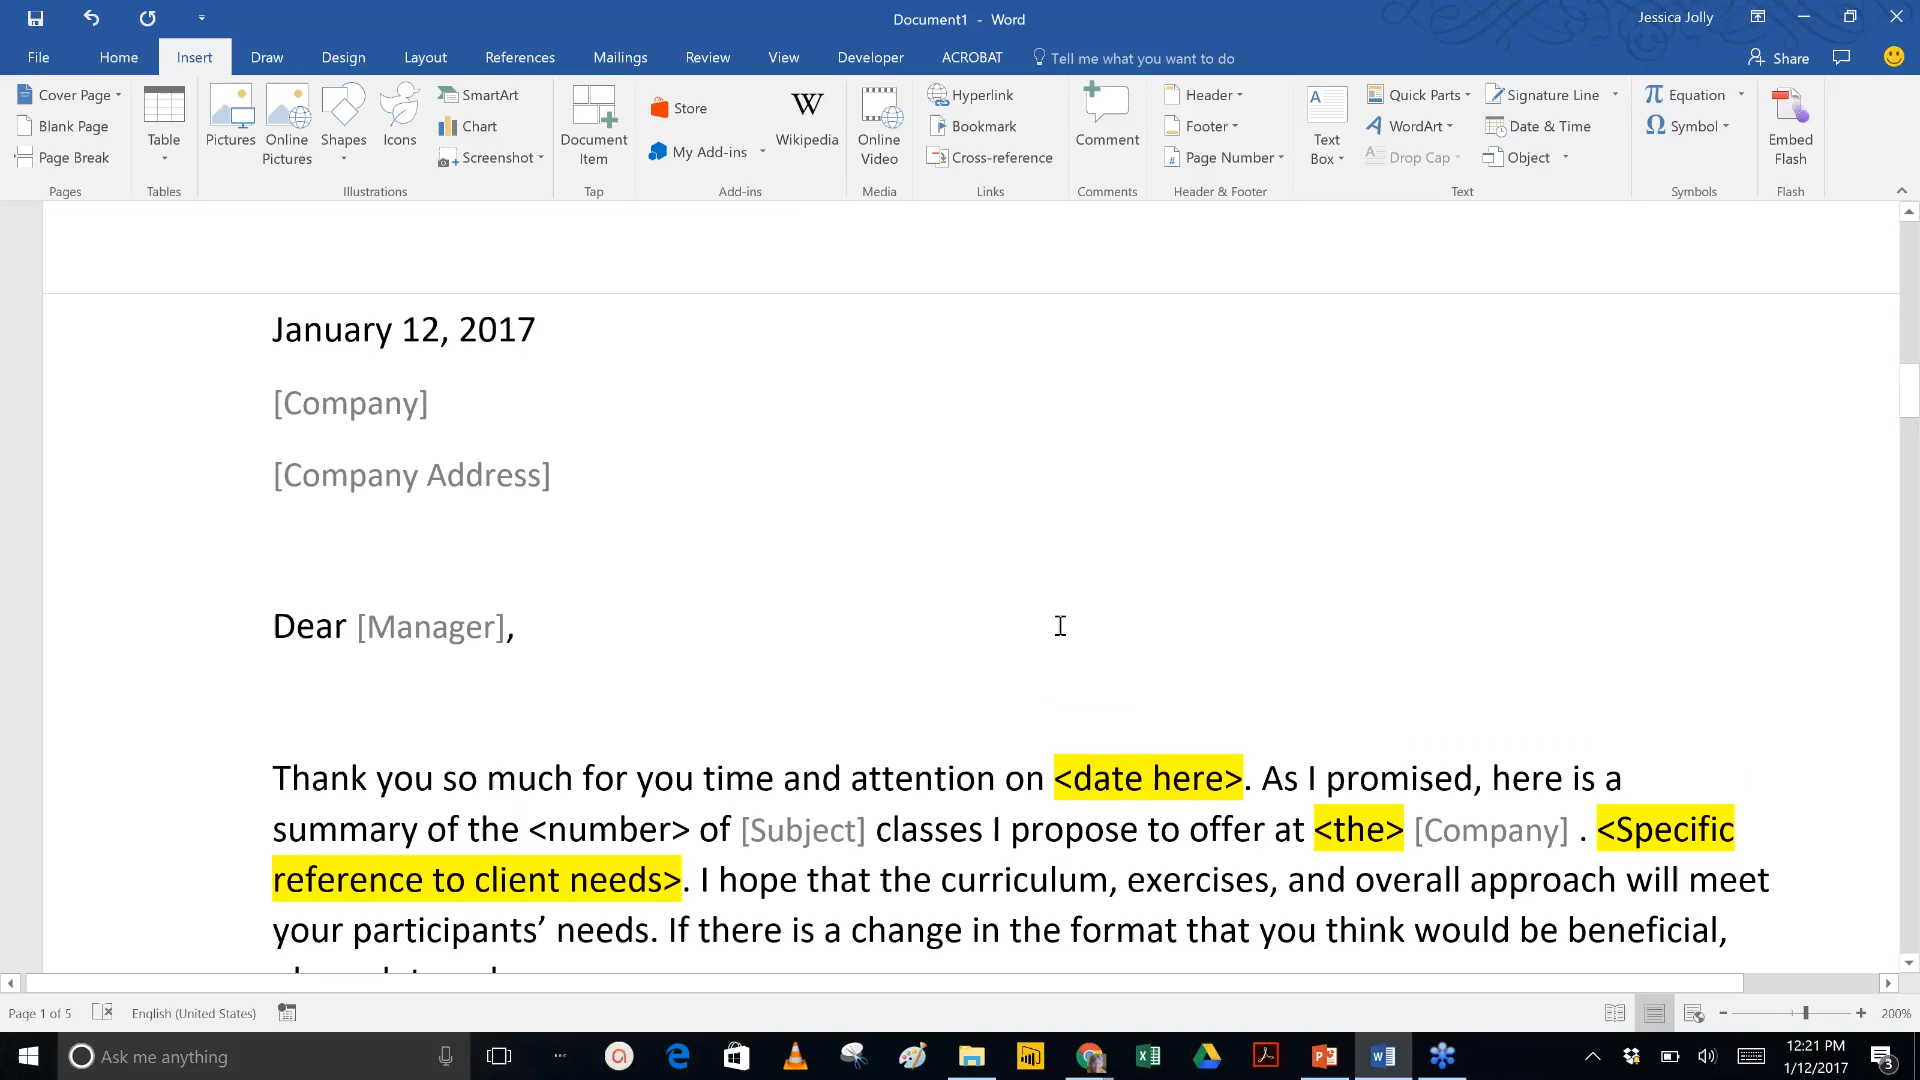 Document1 - Word
Jessica Jolly
File Home Insert Draw Design Layout References Mailings Review View Developer ACROBAT Tell me what you want to do
Share
Cover Page
Blank Page
Page Break
Pages
Table
Tables
Pictures
Online Pictures
Shapes
Icons
SmartArt
Chart
Screenshot
Illustrations
Document Item
Tap
Store
My Add-ins
W
Wikipedia
Add-ins
Online Video
Media
Hyperlink
Bookmark
Cross-reference
Links
Comment
Comments
Header
Footer
Page Number
Header & Footer
Text Box
Quick Parts
WordArt
Drop Cap
Signature Line
Date & Time
Object
Text
π Equation
Ω Symbol
Symbols
Embed Flash
Flash
January 12, 2017
[Company]
[Company Address]
Dear [Manager],
Thank you so much for you time and attention on <date here>. As I promised, here is a
summary of the <number> of [Subject] classes I propose to offer at <the> [Company] . <Specific
reference to client needs>. I hope that the curriculum, exercises, and overall approach will meet
your participants’ needs. If there is a change in the format that you think would be beneficial,
Page 1 of 5 English (United States) 200%
Ask me anything
12:21 PM
1/12/2017
3